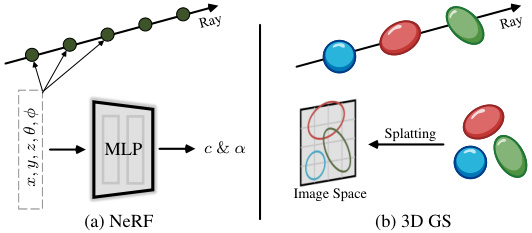 Ray
x, y, z, θ, ϕ
MLP
c & α
(a) NeRF
Ray
Splatting
Image Space
(b) 3D GS